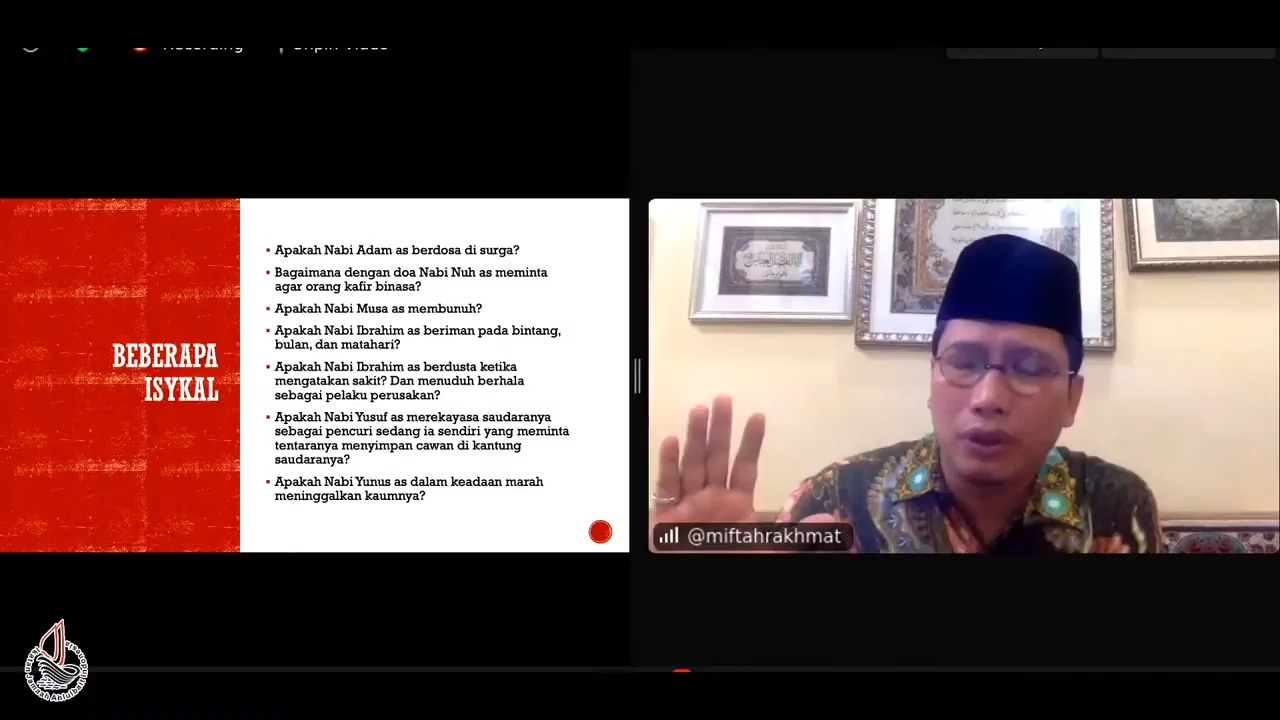 Recording
Unpin Video
BEBERAPA
ISYKAL
Apakah Nabi Adam as berdosa di surga?
Bagaimana dengan doa Nabi Nuh as meminta
agar orang kafir binasa?
Apakah Nabi Musa as membunuh?
Apakah Nabi Ibrahim as beriman pada bintang,
bulan, dan matahari?
Apakah Nabi Ibrahim as berdusta ketika
mengatakan sakit? Dan menuduh berhala
sebagai pelaku perusakan?
Apakah Nabi Yusuf as merekayasa saudaranya
sebagai pencuri sedang ia sendiri yang meminta
tentaranya menyimpan cawan di kantung
saudaranya?
Apakah Nabi Yunus as dalam keadaan marah
meninggalkan kaumnya?
@miftahrakhmat